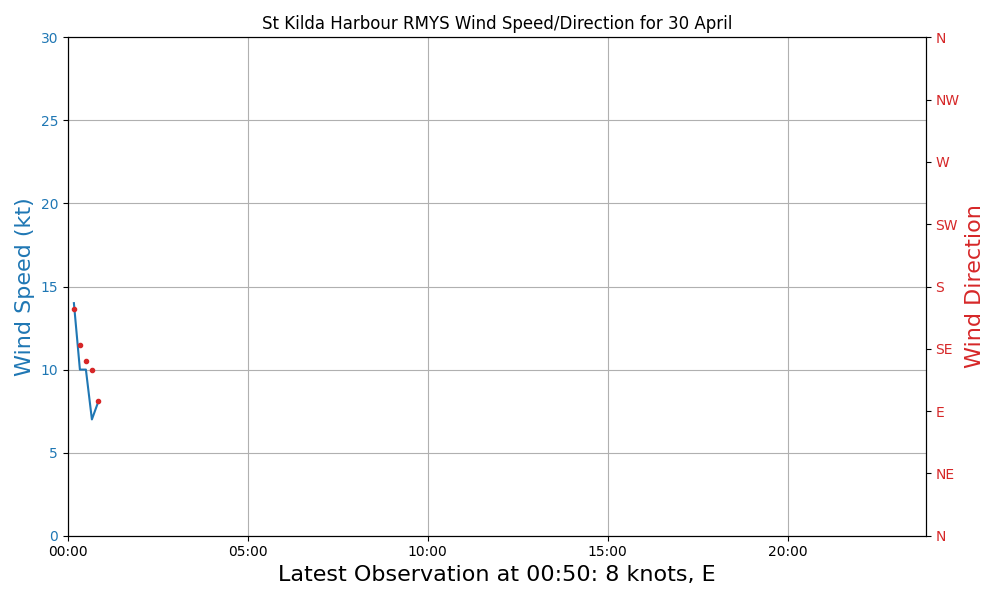 St Kilda Harbour RMYS Wind Speed/Direction for 30 April
Wind Speed (kt)
30
25
20
15
10
5
0
00:00
05:00
10:00
15:00
20:00
N
NW
W
SW
S
SE
E
NE
N
Wind Direction
Latest Observation at 00:50: 8 knots, E